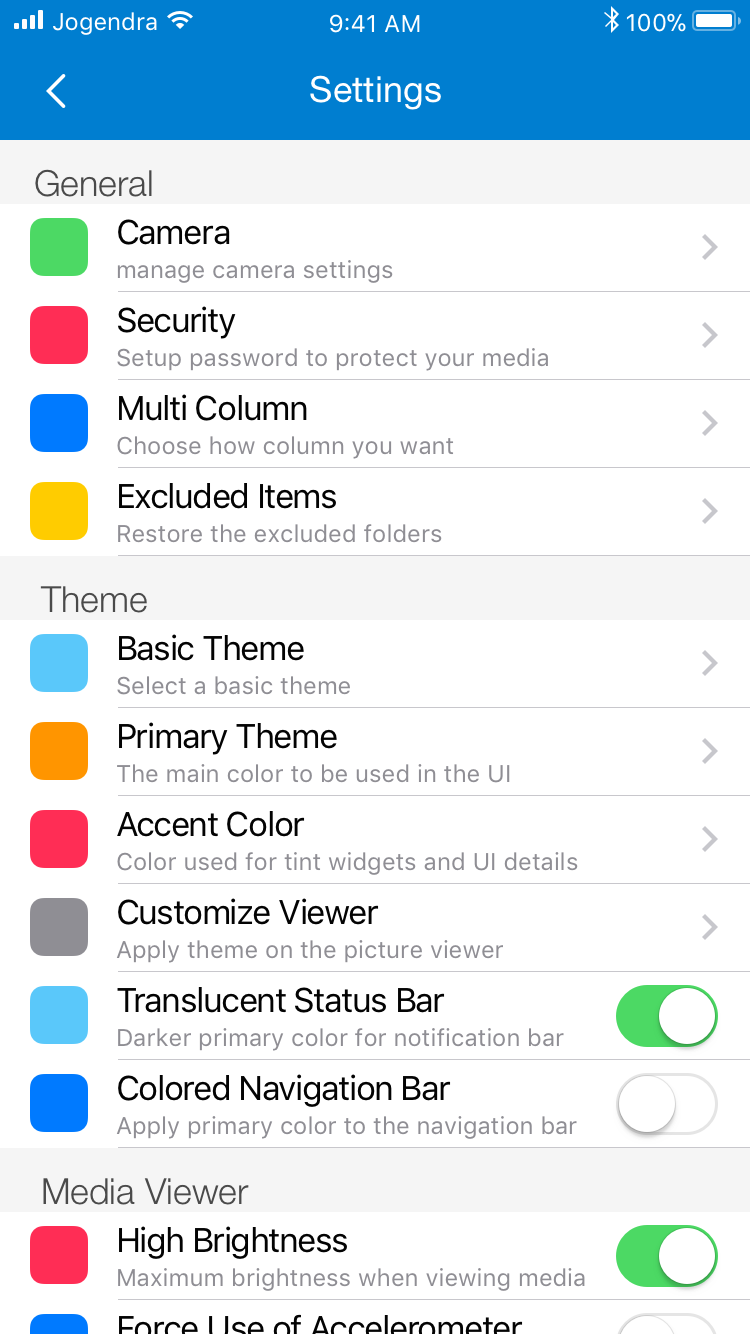 Jogendra 9:41 AM 100%
Settings
General
Camera
manage camera settings
Security
Setup password to protect your media
Multi Column
Choose how column you want
Excluded Items
Restore the excluded folders
Theme
Basic Theme
Select a basic theme
Primary Theme
The main color to be used in the UI
Accent Color
Color used for tint widgets and UI details
Customize Viewer
Apply theme on the picture viewer
Translucent Status Bar
Darker primary color for notification bar
Colored Navigation Bar
Apply primary color to the navigation bar
Media Viewer
High Brightness
Maximum brightness when viewing media
Force Use of Accelerometer